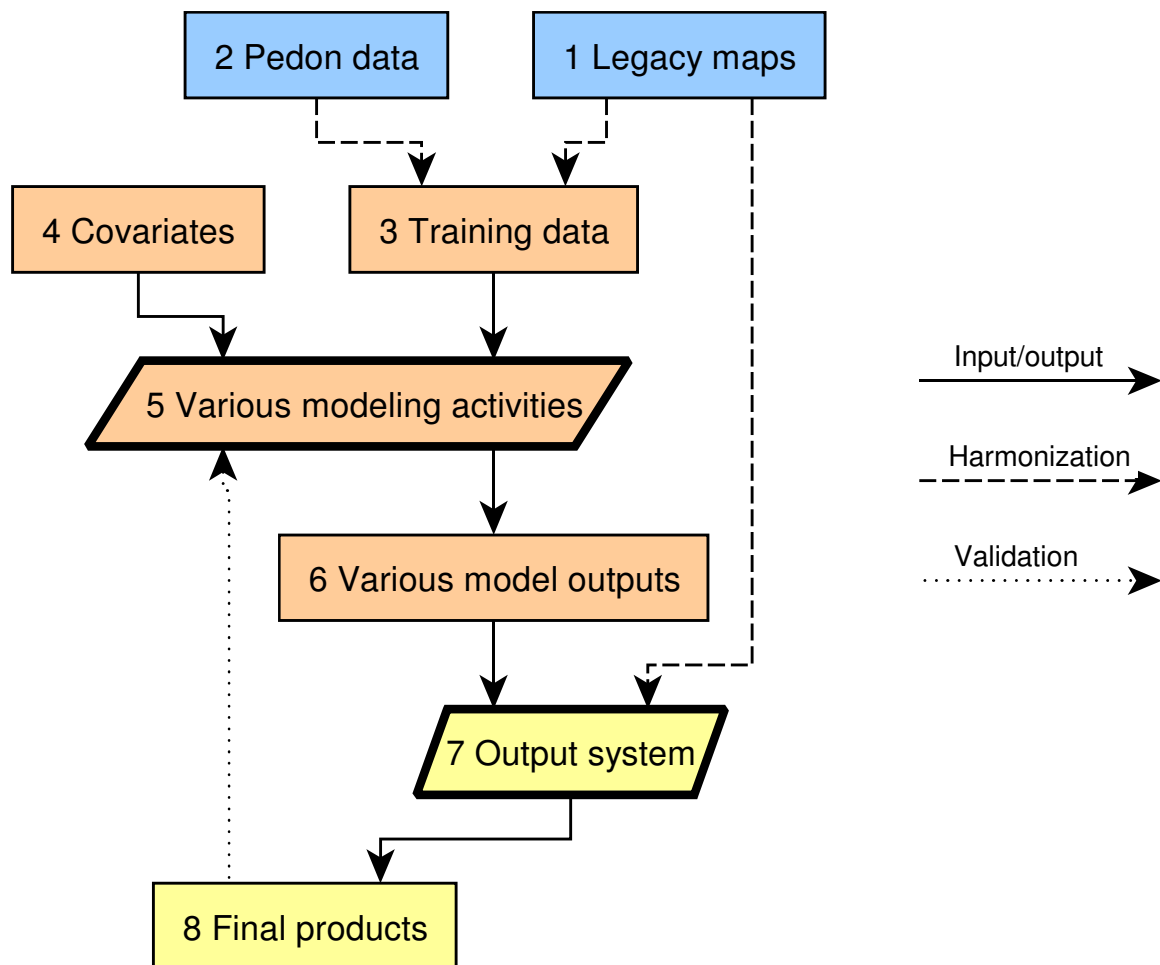 2 Pedon data
1 Legacy maps
4 Covariates
3 Training data
5 Various modeling activities
6 Various model outputs
7 Output system
8 Final products
Input/output
Harmonization
Validation